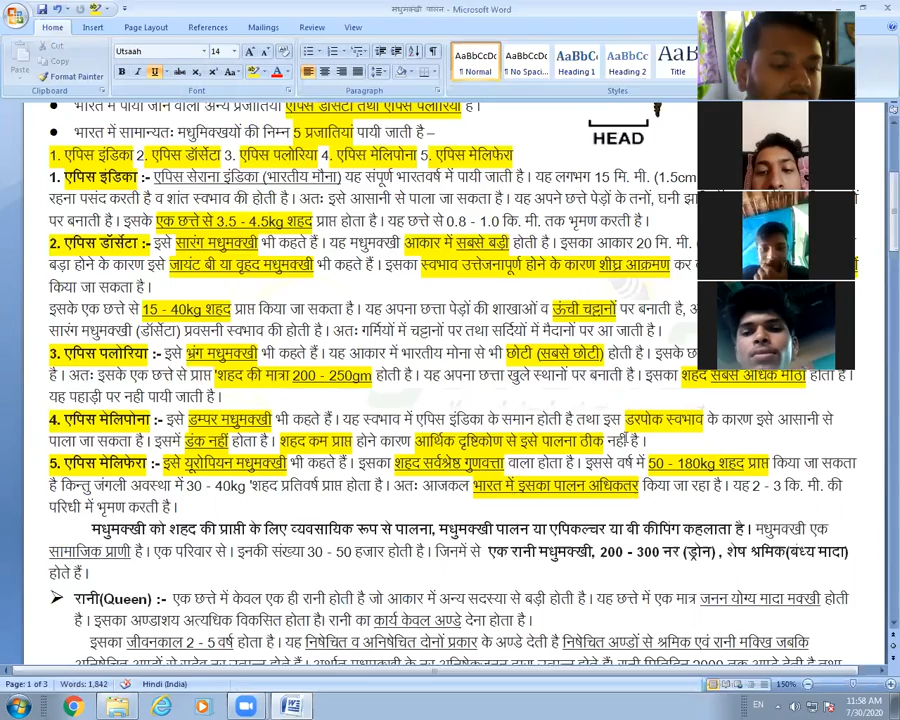 मधुमक्खी पालन - Microsoft Word
Home Insert Page Layout References Mailings Review
Cut
Copy
Paste
Format Painter
Clipboard
Utsaah 14
Font
Paragraph
AaBbCcDc AaBbCcDc AaBbC AaBbCc AaB
¶ Normal ¶ No Spaci... Heading 1 Heading 2 Title
Styles
भारत में पाया जाने वाली अन्य प्रजातियां एपिस डॉर्सेटा तथा एपिस फ्लोरिया है।
भारत में सामान्यतः मधुमक्खियों की निम्न 5 प्रजातियां पायी जाती है –
HEAD
1. एपिस इंडिका 2. एपिस डॉर्सेटा 3. एपिस फ्लोरिया 4. एपिस मेलिपोना 5. एपिस मेलिफेरा
1. एपिस इंडिका :- एपिस सेराना इंडिका (भारतीय मौना) यह संपूर्ण भारतवर्ष में पायी जाती है। यह लगभग 15 मि. मी. (1.5cm
रहना पसंद करती है व शांत स्वभाव की होती है। अतः इसे आसानी से पाला जा सकता है। यह अपने छत्ते पेड़ों के तनों, घनी
पर बनाती है। इसके एक छत्ते से 3.5 - 4.5kg शहद प्राप्त होता है। यह छत्ते से 0.8 - 1.0 कि. मी. तक भ्रमण करती है।
2. एपिस डॉर्सेटा :- इसे सारंग मधुमक्खी भी कहते हैं। यह मधुमक्खी आकार में सबसे बड़ी होती है। इसका आकार 20 मि. मी. (
बड़ा होने के कारण इसे जायंट बी या वृहद मधुमक्खी भी कहते हैं। इसका स्वभाव उत्तेजनापूर्ण होने के कारण शीघ्र आक्रमण कर
किया जा सकता है।
इसके एक छत्ते से 15 - 40kg शहद प्राप्त किया जा सकता है। यह अपना छत्ता पेड़ों की शाखाओं व ऊंची चट्टानों पर बनाती है,
सारंग मधुमक्खी (डॉर्सेटा) प्रवसनी स्वभाव की होती है। अतः गर्मियों में चट्टानों पर तथा सर्दियों में मैदानों पर आ जाती है।
3. एपिस फ्लोरिया :- इसे भ्रंग मधुमक्खी भी कहते हैं। यह आकार में भारतीय मोना से भी छोटी (सबसे छोटी) होती है। इसके
है। अतः इसके एक छत्ते से प्राप्त 'शहद की मात्रा 200 - 250gm होती है। यह अपना छत्ता खुले स्थानों पर बनाती है। इसका शहद सबसे अधिक मीठा होता है।
यह पहाड़ी पर नही पायी जाती है।
4. एपिस मेलिपोना :- इसे डम्पर मधुमक्खी भी कहते हैं। यह स्वभाव में एपिस इंडिका के समान होती है तथा इस डरपोक स्वभाव के कारण इसे आसानी से
पाला जा सकता है। इसमें डंक नहीं होता है। शहद कम प्राप्त होने कारण आर्थिक दृष्टिकोण से इसे पालना ठीक नहीं है।
5. एपिस मेलिफेरा :- इसे यूरोपियन मधुमक्खी भी कहते हैं। इसका शहद सर्वश्रेष्ठ गुणवत्ता वाला होता है। इससे वर्ष में 50 - 180kg शहद प्राप्त किया जा सकता
है किन्तु जंगली अवस्था में 30 - 40kg 'शहद प्रतिवर्ष प्राप्त होता है। अतः आजकल भारत में इसका पालन अधिकतर किया जा रहा है। यह 2 - 3 कि. मी. की
परिधी में भृमण करती है।
मधुमक्खी को शहद की प्राप्ती के लिए व्यवसायिक रूप से पालना, मधुमक्खी पालन या एपिकल्चर या बी कीपिंग कहलाता है। मधुमक्खी एक
सामाजिक प्राणी है। एक परिवार से। इनकी संख्या 30 - 50 हजार होती है। जिनमें से एक रानी मधुमक्खी, 200 - 300 नर (ड्रोन), शेष श्रमिक(बंध्य मादा)
होते हैं।
रानी(Queen) :- एक छत्ते में केवल एक ही रानी होती है जो आकार में अन्य सदस्या से बड़ी होती है। यह छत्ते में एक मात्र जनन योग्य मादा मक्खी होती
है। इसका अण्डाशय अत्यधिक विकसित होता है। रानी का कार्य केवल अण्डे देना होता है।
इसका जीवनकाल 2 - 5 वर्ष होता है। यह निषेचित व अनिषेचित दोनों प्रकार के अण्डे देती है निषेचित अण्डों से श्रमिक एवं रानी मक्खि जबकि
Page: 1 of 3 Words: 1,842 Hindi (India) 150%
EN 11:58 AM
7/30/2020